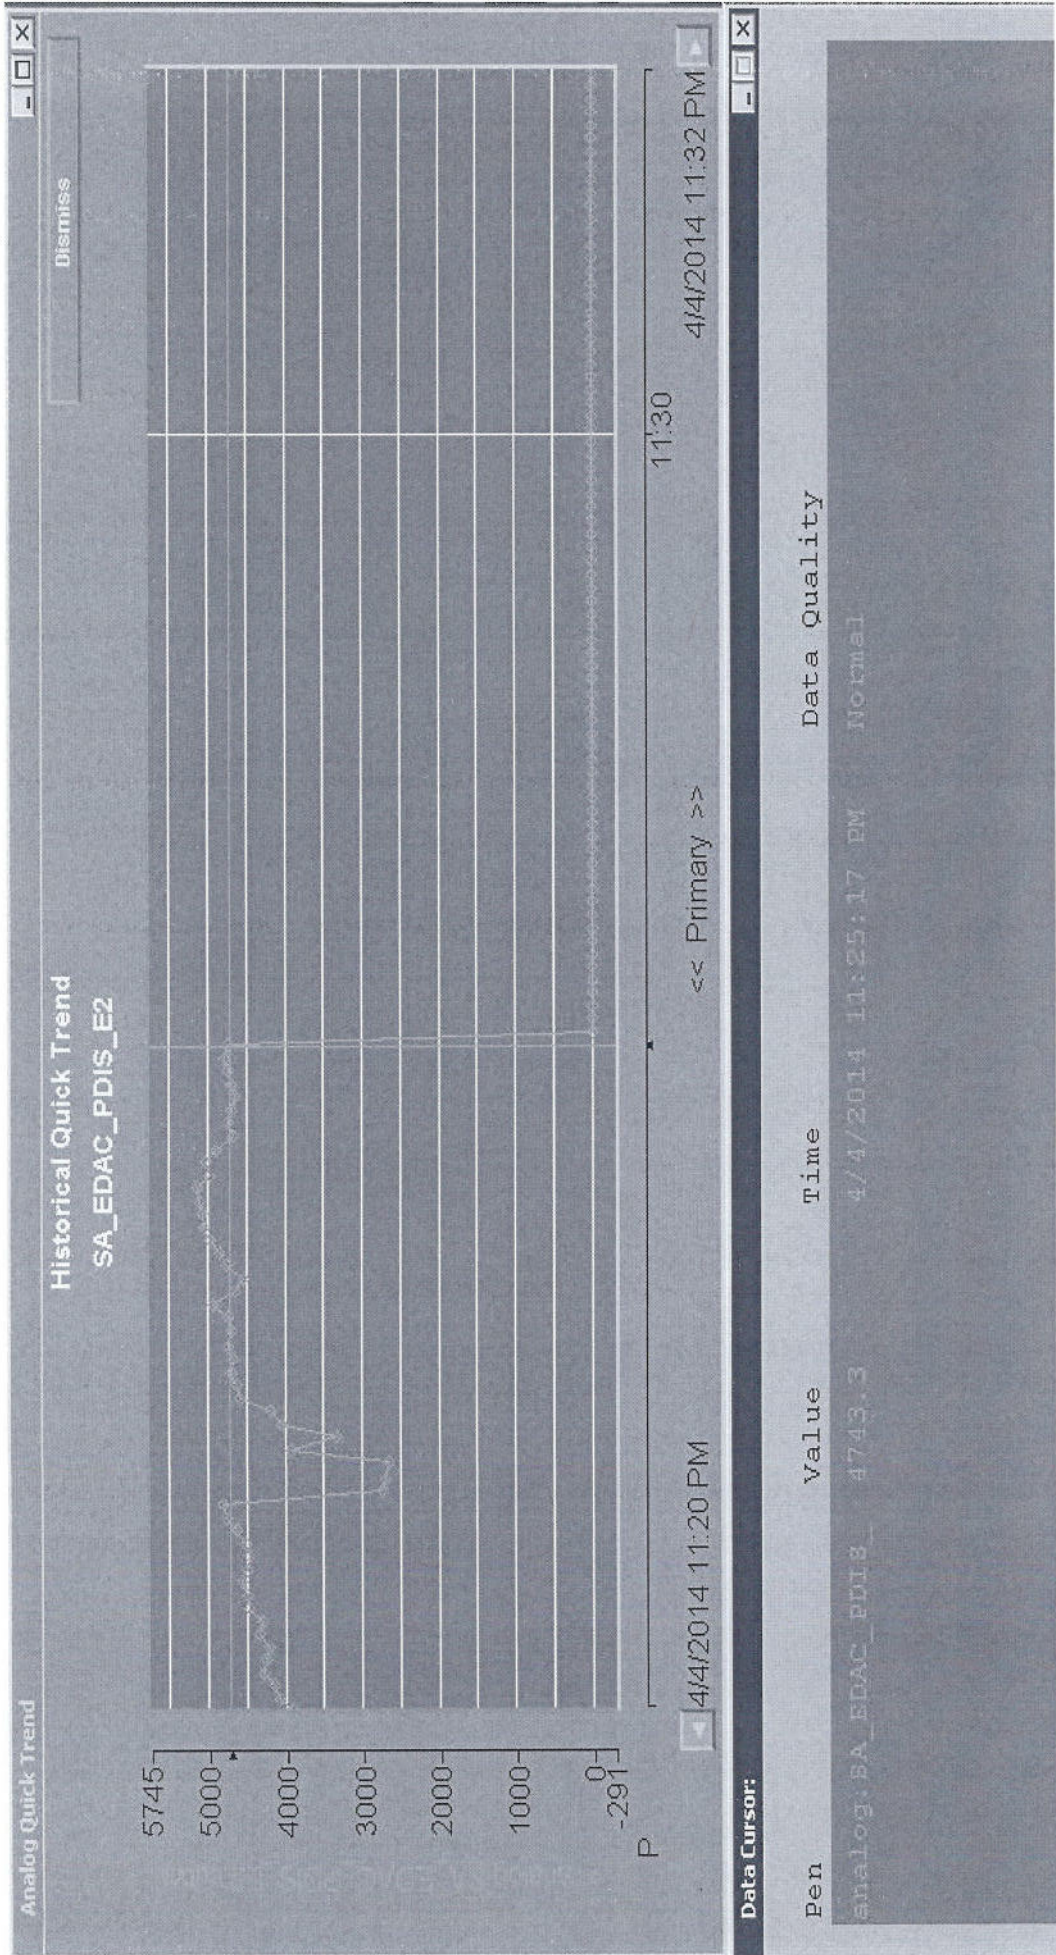 Analog Quick Trend
Historical Quick Trend
Dismiss
SA_EDAC_PDIS_E2
5745
5000
4000
3000
2000
1000
0
-291
P
11:30
4/4/2014 11:20 PM
<< Primary >>
4/4/2014 11:32 PM
Data Cursor:
Pen Value Time Data Quality
analog:SA_EDAC_PDIS_ 4743.3 4/4/2014 11:25:17 PM Normal